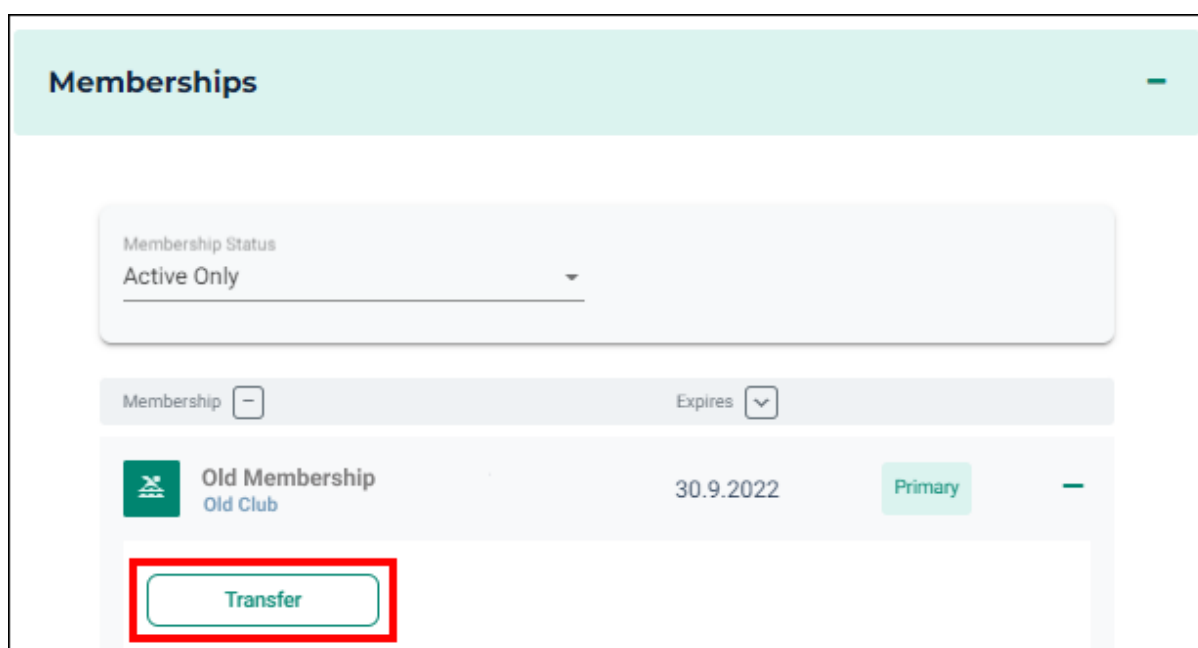 Memberships
Membership Status
Active Only
Membership Expires
Old Membership 30.9.2022 Primary
Old Club
Transfer